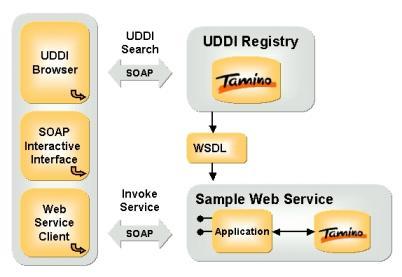 UDDI
Browser
UDDI
Search
SOAP
UDDI Registry
Tamino
SOAP
Interactive
Interface
WSDL
Web
Service
Client
Invoke
Service
SOAP
Sample Web Service
Application
Tamino